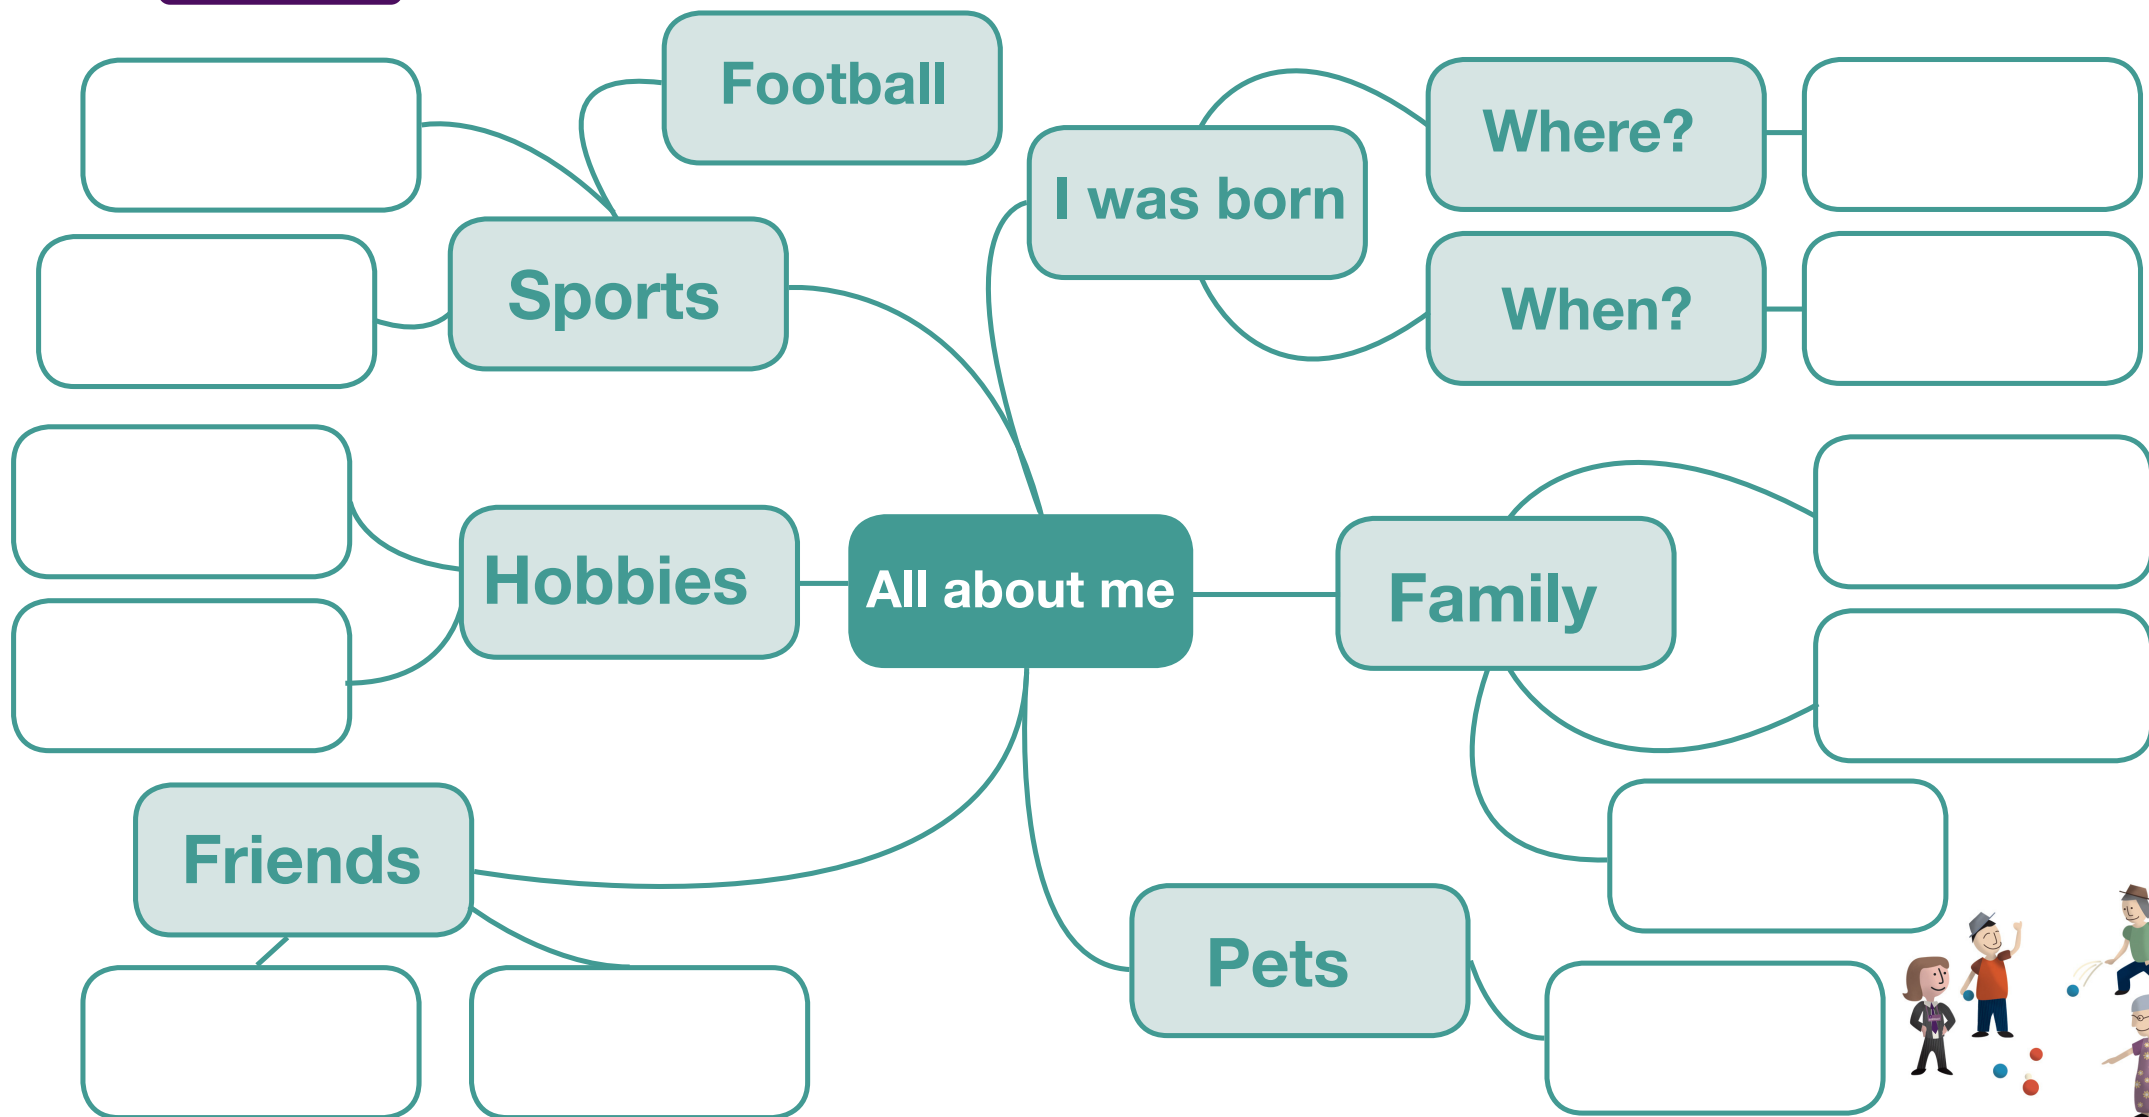 Football
Where?
I was born
Sports
When?
Hobbies
All about me
Family
Friends
Pets